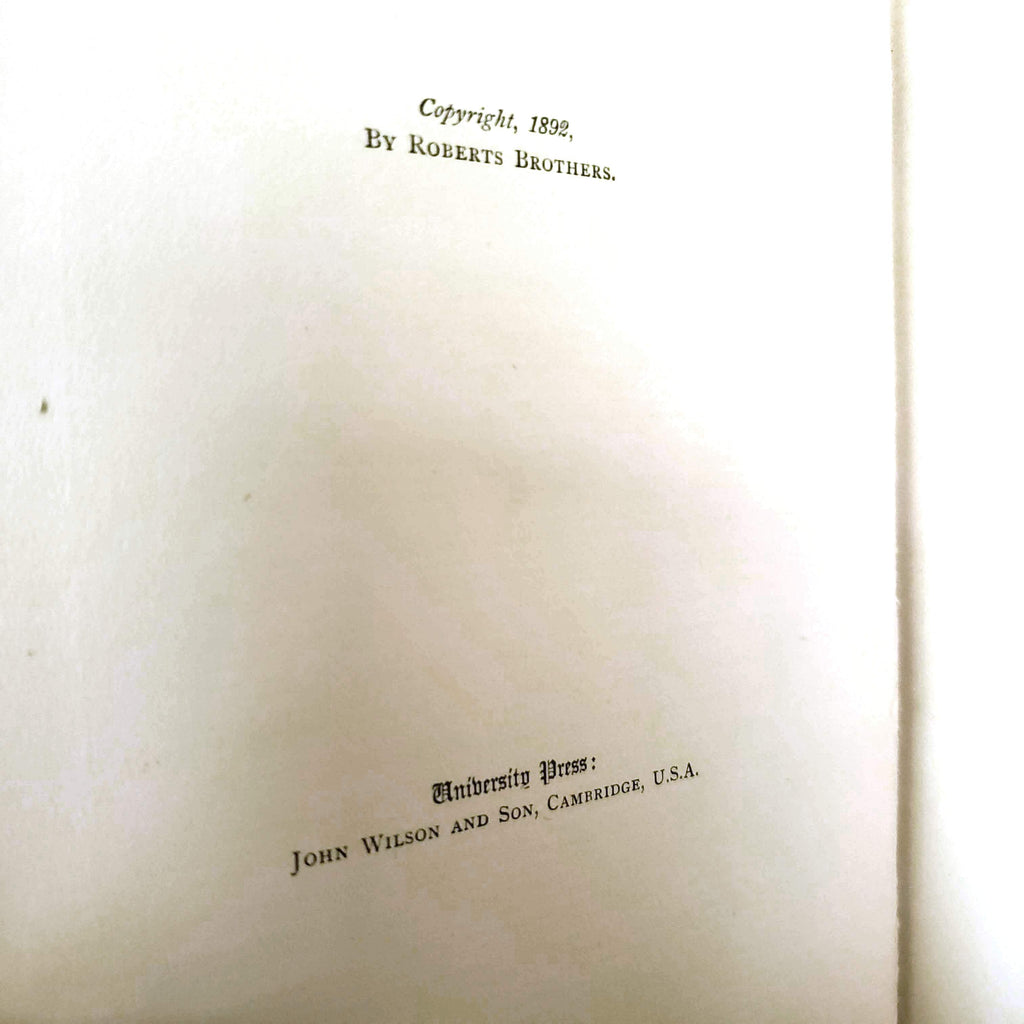 Copyright, 1892,
By Roberts Brothers.
University Press:
John Wilson and Son, Cambridge, U.S.A.